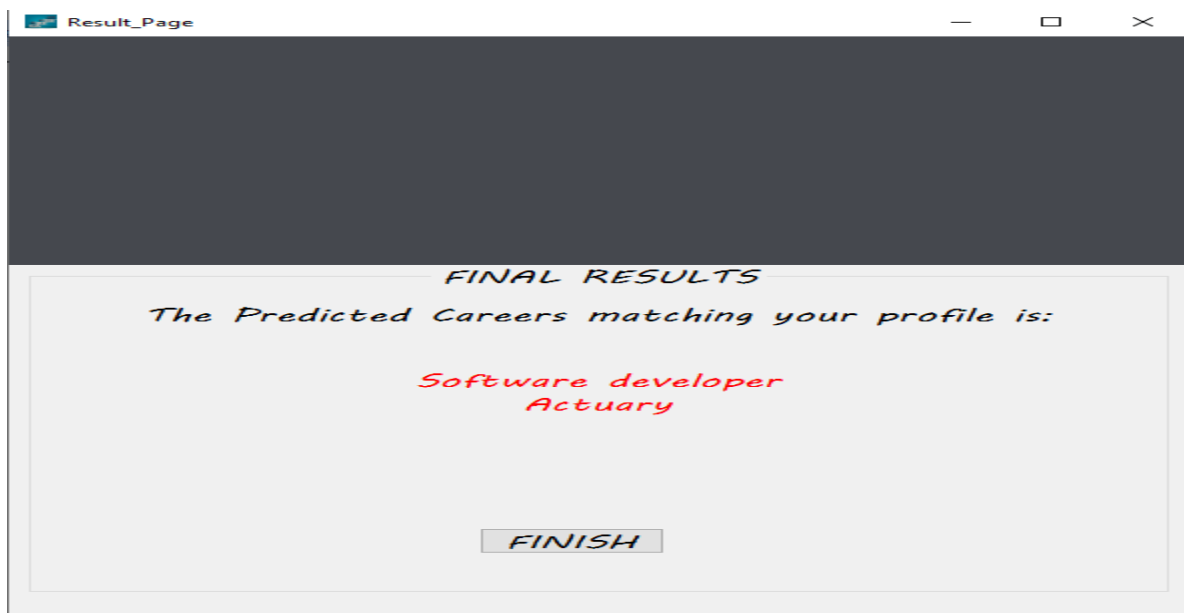 Result_Page
FINAL RESULTS
The Predicted Careers matching your profile is:
Software developer
Actuary
FINISH